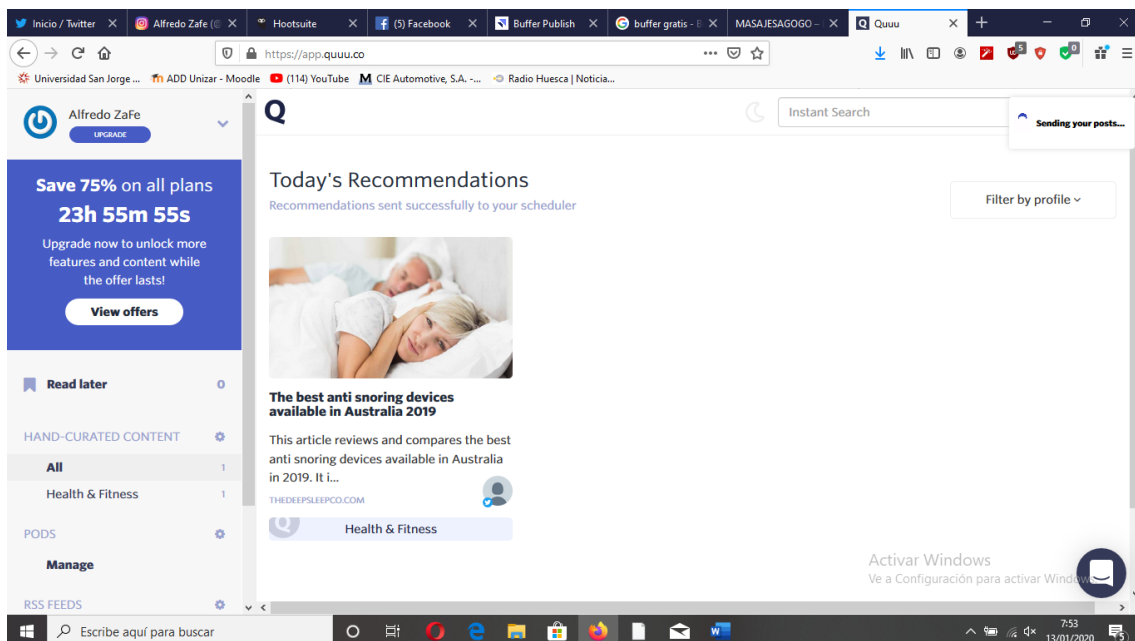 Inicio / Twitter
Alfredo Zafe (@
Hootsuite
(5) Facebook
Buffer Publish
buffer gratis - B
MASAJESAGOGO –
Quuu
https://app.quuu.co
Universidad San Jorge ...
ADD Unizar - Moodle
(114) YouTube
CIE Automotive, S.A. -...
Radio Huesca | Noticia...
Alfredo ZaFe
UPGRADE
Save 75% on all plans
23h 55m 55s
Upgrade now to unlock more
features and content while
the offer lasts!
View offers
Read later 0
HAND-CURATED CONTENT
All 1
Health & Fitness 1
PODS
Manage
RSS FEEDS
Q
Instant Search
Sending your posts...
Today's Recommendations
Recommendations sent successfully to your scheduler
Filter by profile
The best anti snoring devices
available in Australia 2019
This article reviews and compares the best
anti snoring devices available in Australia
in 2019. It i...
THEDEEPSLEEPCO.COM
Health & Fitness
Activar Windows
Ve a Configuración para activar Windows
Escribe aquí para buscar
7:53
13/01/2020